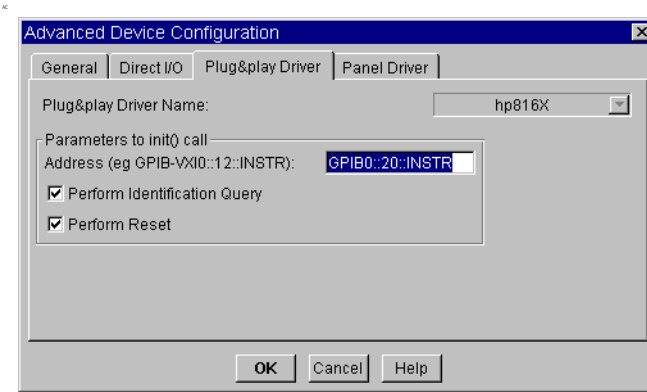 Advanced Device Configuration
General Direct I/O Plug&play Driver Panel Driver
Plug&play Driver Name: hp816X
Parameters to init() call
Address (eg GPIB-VXI0::12::INSTR): GPIB0::20::INSTR
Perform Identification Query
Perform Reset
OK Cancel Help